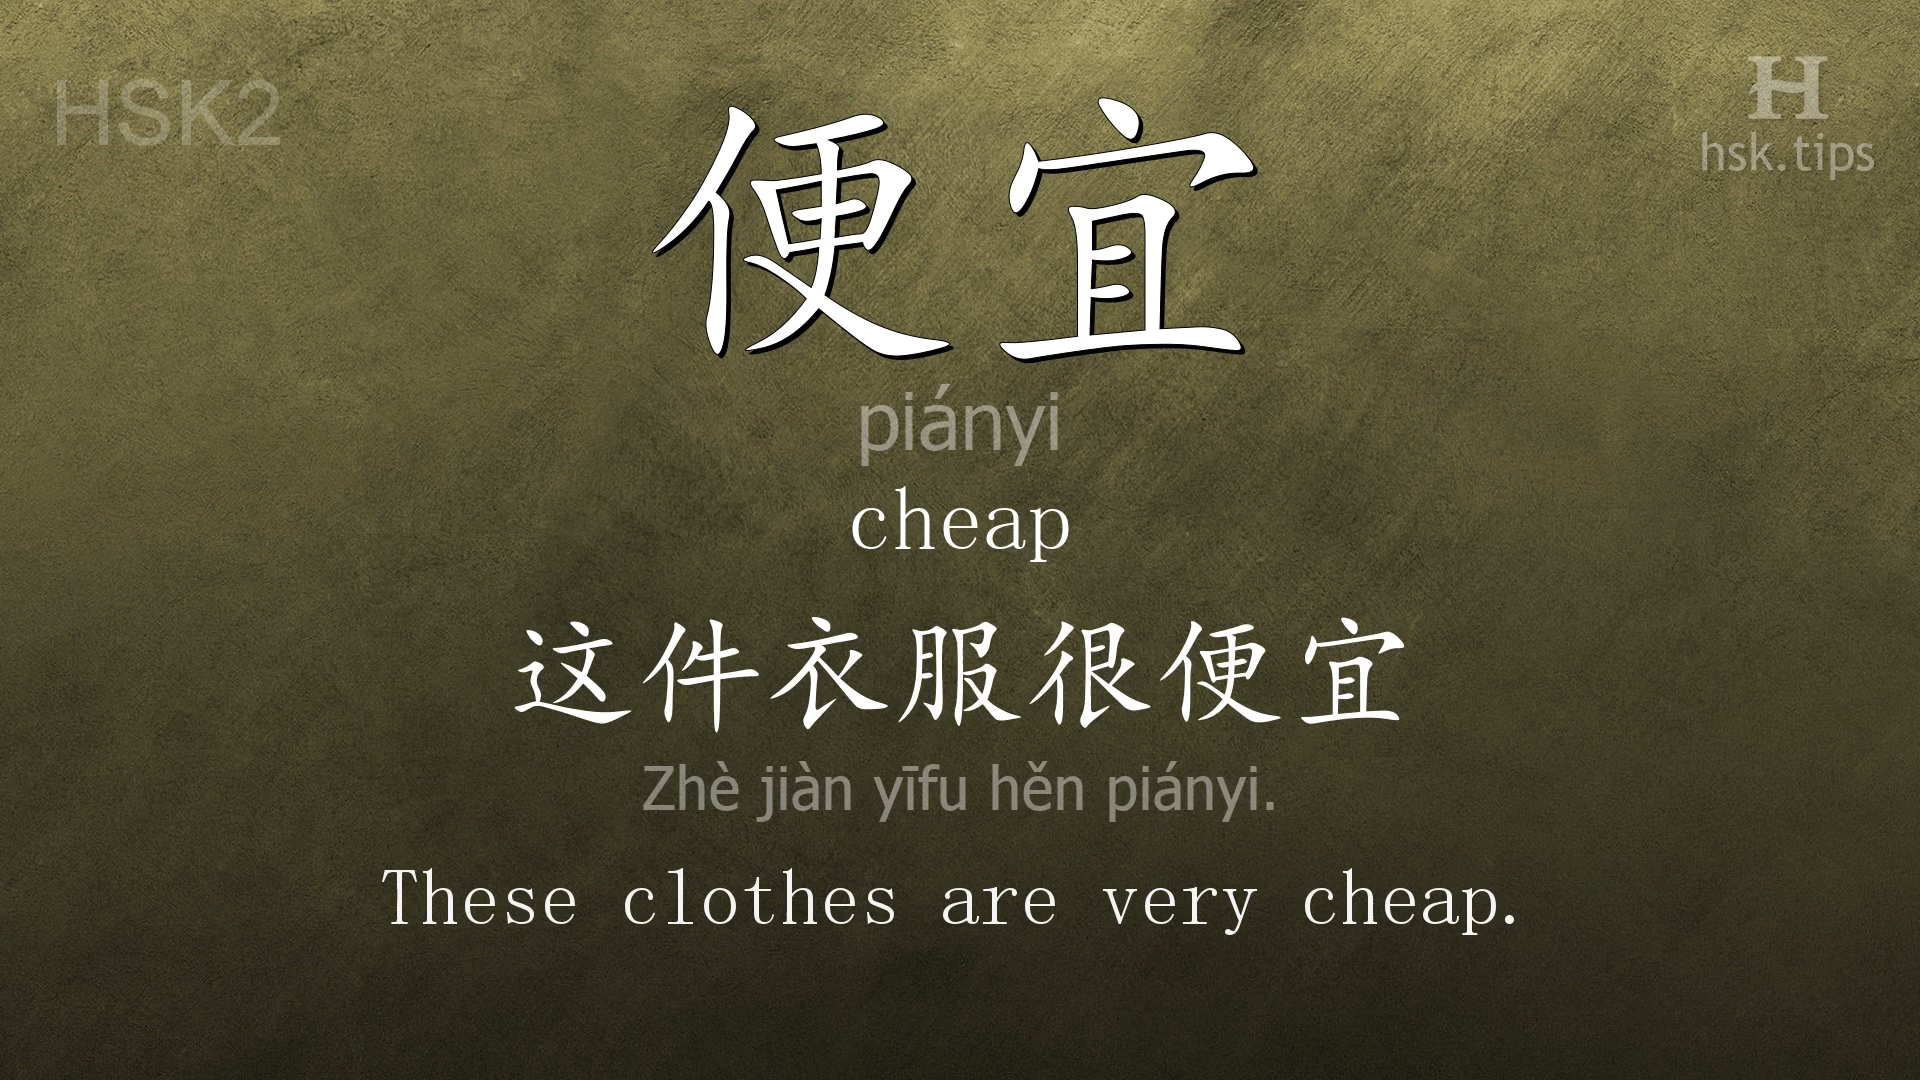 HSK2
H
hsk.tips
便宜
piányi
cheap
这件衣服很便宜
Zhè jiàn yīfu hěn piányi.
These clothes are very cheap.